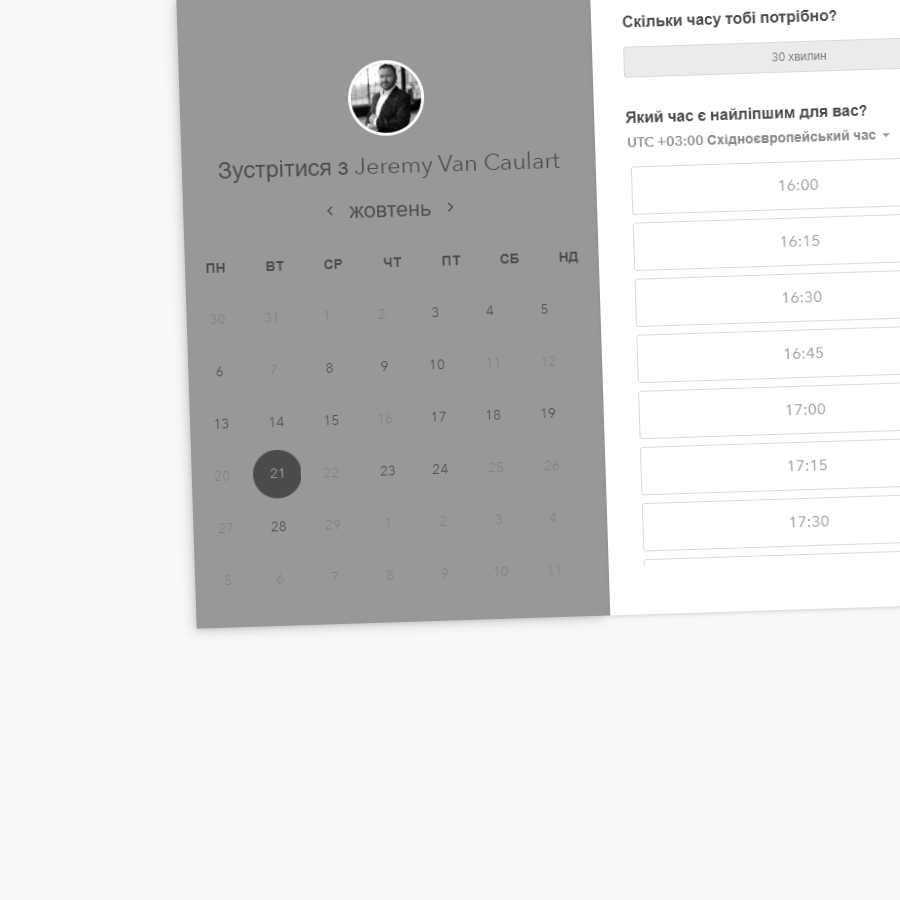 Зустрітися з Jeremy Van Caulart
‹ жовтень ›
ПН ВТ СР ЧТ ПТ СБ НД
30 31 1 2 3 4 5
6 7 8 9 10 11 12
13 14 15 16 17 18 19
20 21 22 23 24 25 26
27 28 29 1 2 3 4
5 6 7 8 9 10 11
Скільки часу тобі потрібно?
30 хвилин
Який час є найліпшим для вас?
UTC +03:00 Східноєвропейський час
16:00
16:15
16:30
16:45
17:00
17:15
17:30